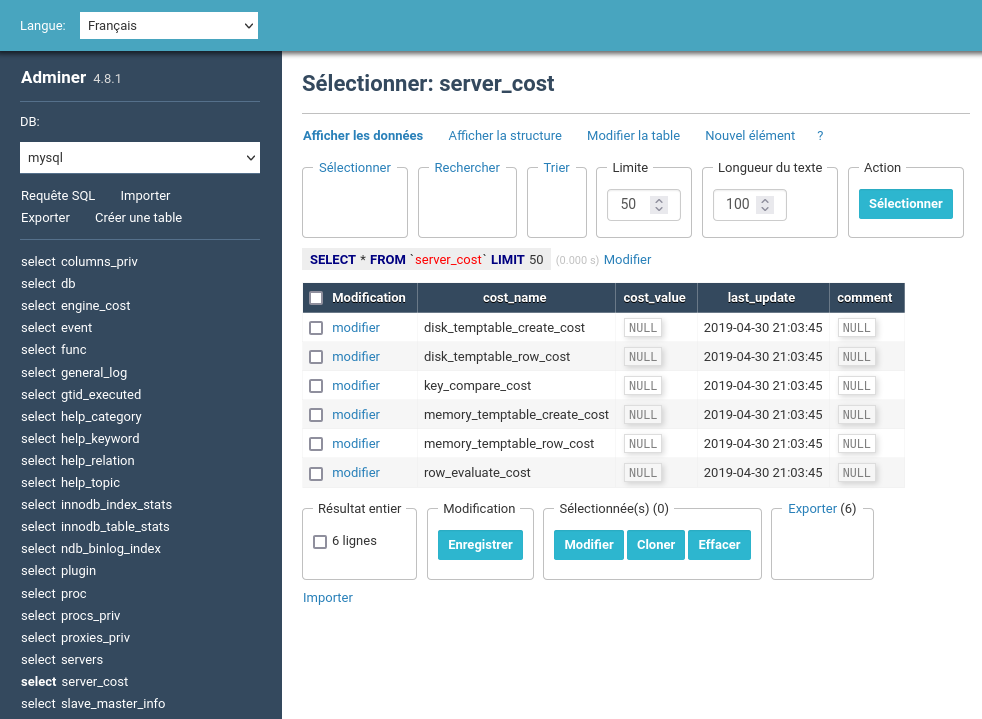 Langue: Français
Adminer 4.8.1
DB:
mysql
Requête SQL Importer
Exporter Créer une table
select columns_priv
select db
select engine_cost
select event
select func
select general_log
select gtid_executed
select help_category
select help_keyword
select help_relation
select help_topic
select innodb_index_stats
select innodb_table_stats
select ndb_binlog_index
select plugin
select proc
select procs_priv
select proxies_priv
select servers
select server_cost
select slave_master_info
Sélectionner: server_cost
Afficher les données Afficher la structure Modifier la table Nouvel élément ?
Sélectionner Rechercher Trier Limite Longueur du texte Action
50 100 Sélectionner
SELECT * FROM `server_cost` LIMIT 50 (0.000 s) Modifier
Modification cost_name cost_value last_update comment
modifier disk_temptable_create_cost NULL 2019-04-30 21:03:45 NULL
modifier disk_temptable_row_cost NULL 2019-04-30 21:03:45 NULL
modifier key_compare_cost NULL 2019-04-30 21:03:45 NULL
modifier memory_temptable_create_cost NULL 2019-04-30 21:03:45 NULL
modifier memory_temptable_row_cost NULL 2019-04-30 21:03:45 NULL
modifier row_evaluate_cost NULL 2019-04-30 21:03:45 NULL
Résultat entier Modification Sélectionnée(s) (0) Exporter (6)
6 lignes Enregistrer Modifier Cloner Effacer
Importer